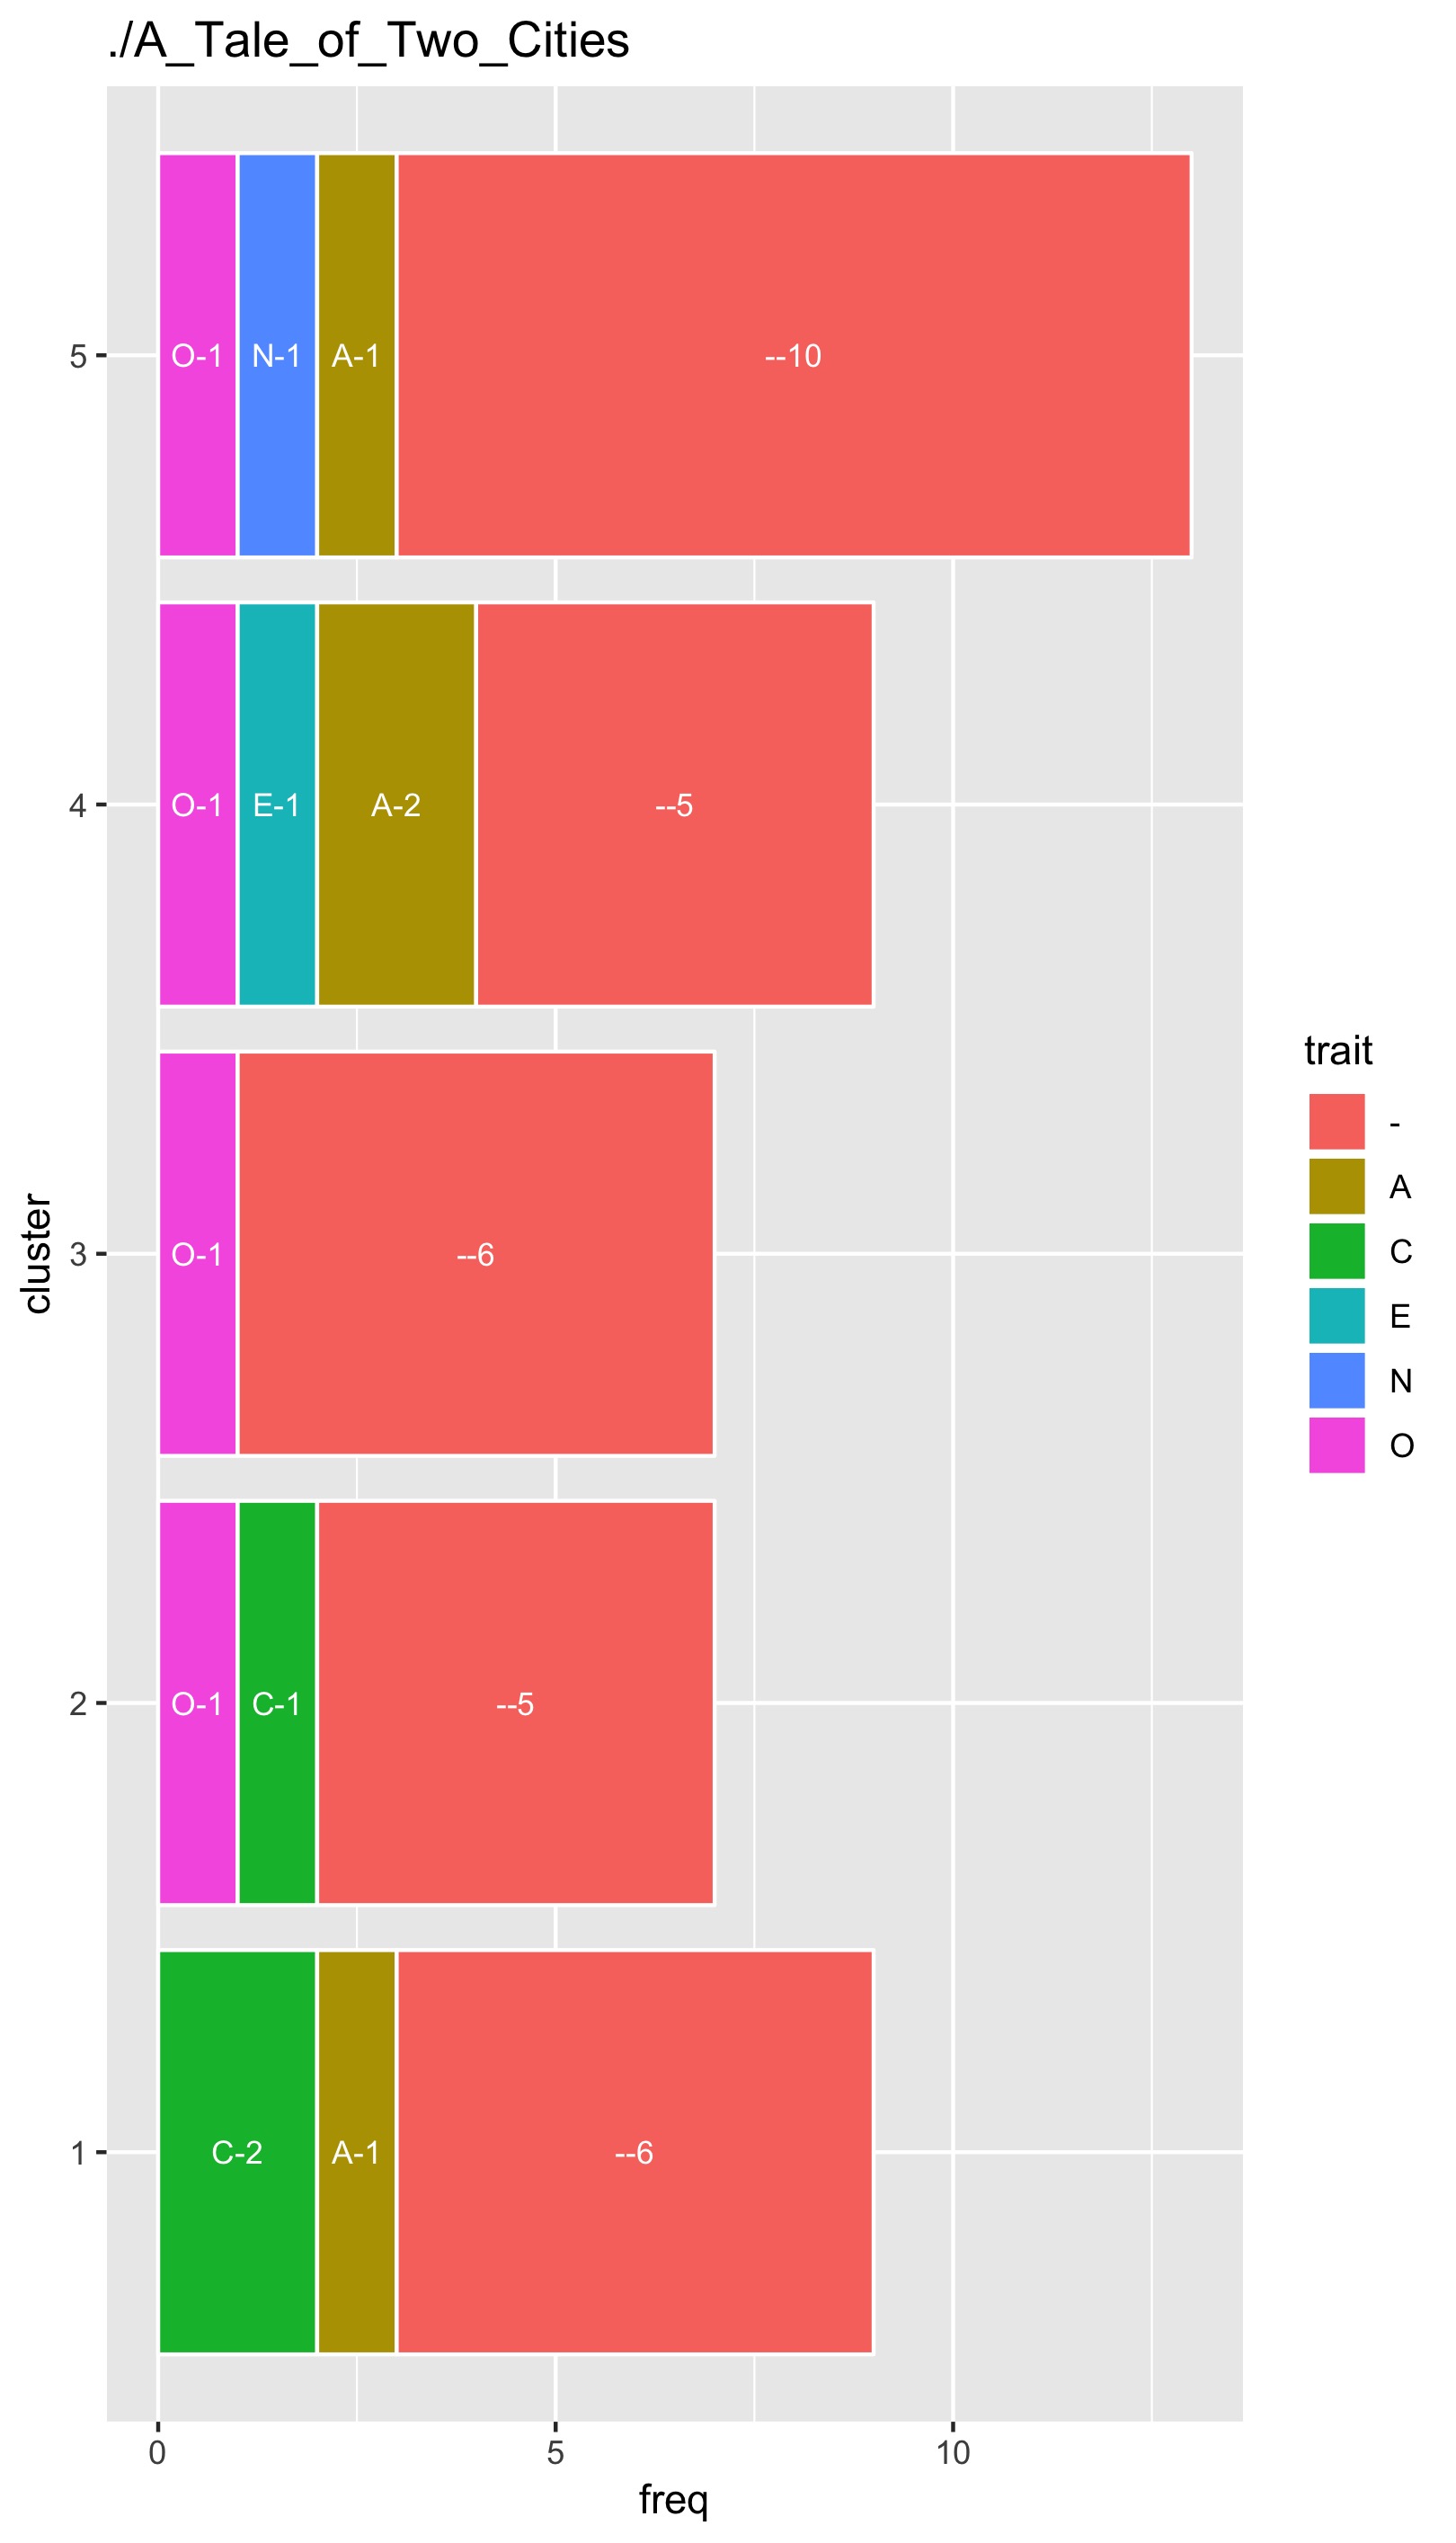 ./A_Tale_of_Two_Cities
5
O-1 N-1 A-1 --10
4
O-1 E-1 A-2 --5
3
O-1 --6
2
O-1 C-1 --5
1
C-2 A-1 --6
0 5 10
freq
cluster
trait
-
A
C
E
N
O